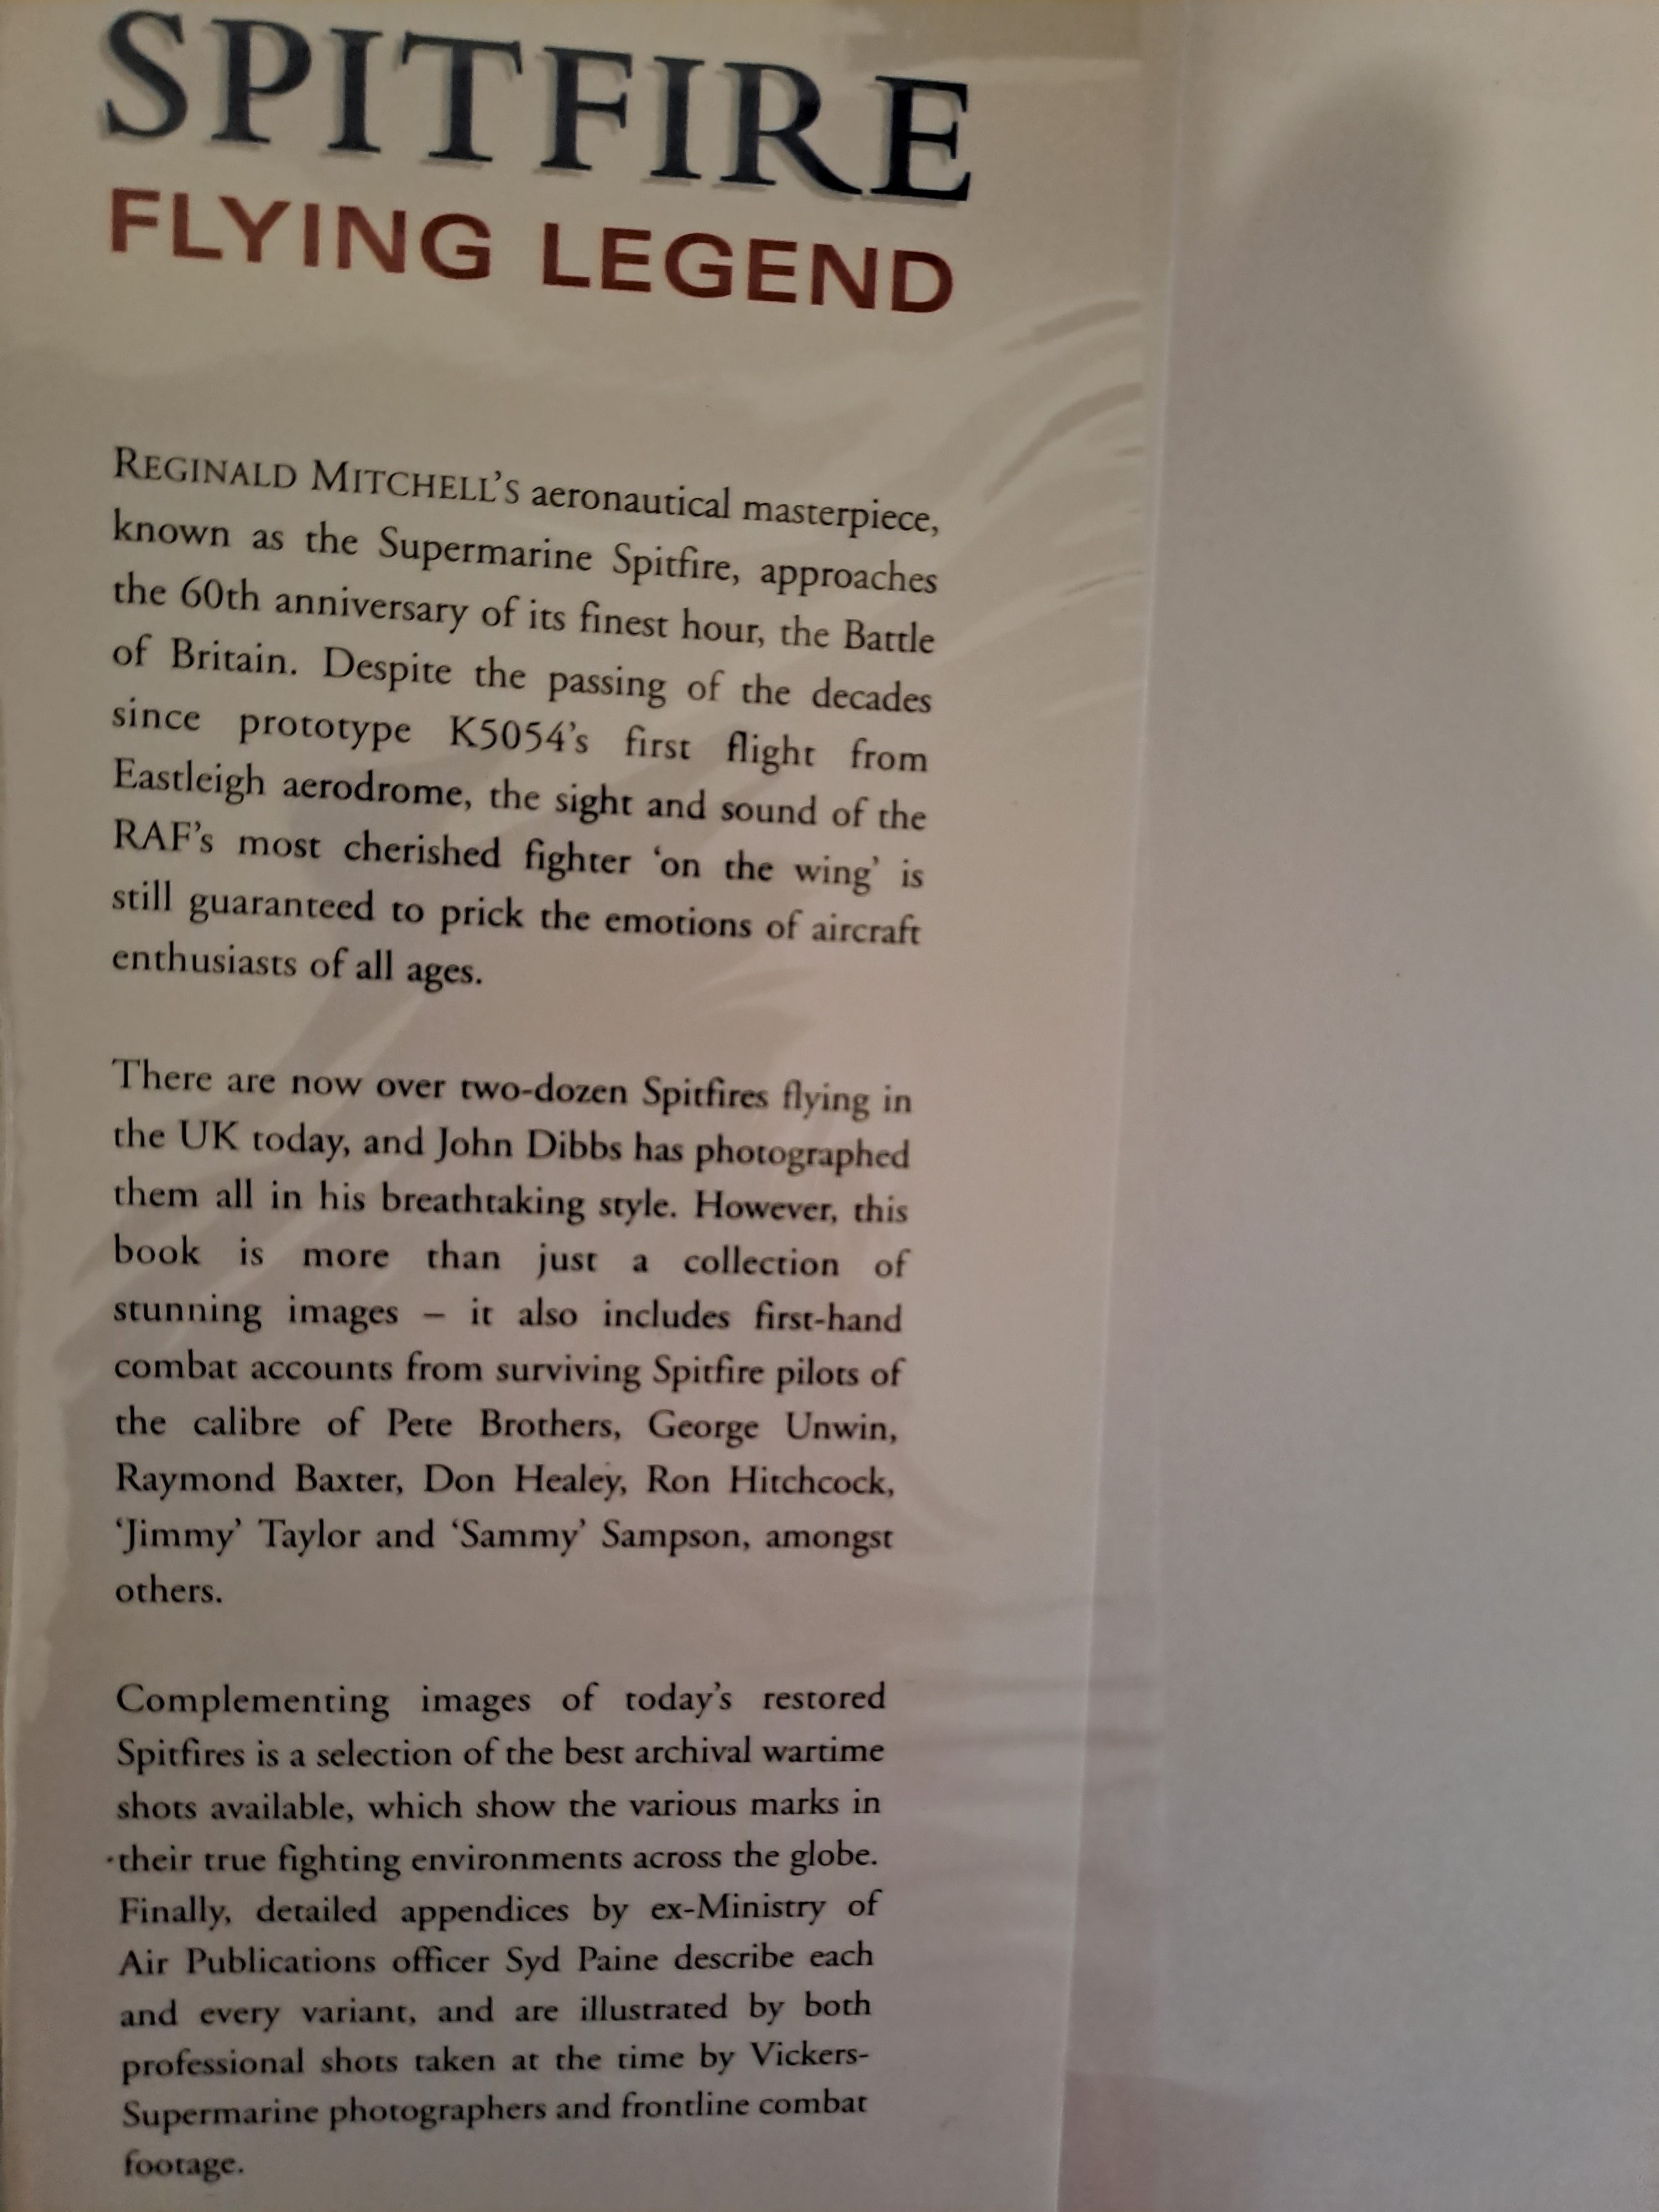 SPITFIRE
FLYING LEGEND
REGINALD MITCHELL'S aeronautical masterpiece,
known as the Supermarine Spitfire, approaches
the 60th anniversary of its finest hour, the Battle
of Britain. Despite the passing of the decades
since prototype K5054's first flight from
Eastleigh aerodrome, the sight and sound of the
RAF's most cherished fighter 'on the wing' is
still guaranteed to prick the emotions of aircraft
enthusiasts of all ages.
There are now over two-dozen Spitfires flying in
the UK today, and John Dibbs has photographed
them all in his breathtaking style. However, this
book is more than just a collection of
stunning images – it also includes first-hand
combat accounts from surviving Spitfire pilots of
the calibre of Pete Brothers, George Unwin,
Raymond Baxter, Don Healey, Ron Hitchcock,
'Jimmy' Taylor and 'Sammy' Sampson, amongst
others.
Complementing images of today's restored
Spitfires is a selection of the best archival wartime
shots available, which show the various marks in
their true fighting environments across the globe.
Finally, detailed appendices by ex-Ministry of
Air Publications officer Syd Paine describe each
and every variant, and are illustrated by both
professional shots taken at the time by Vickers-
Supermarine photographers and frontline combat
footage.